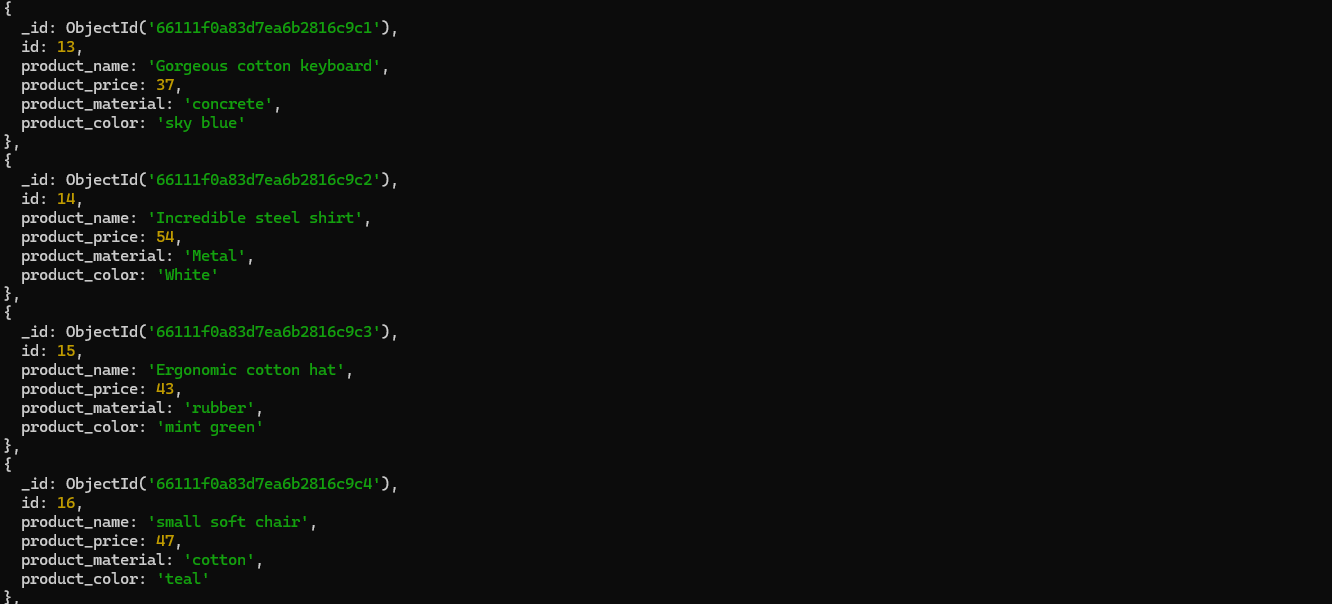 {
  _id: ObjectId('66111f0a83d7ea6b2816c9c1'),
  id: 13,
  product_name: 'Gorgeous cotton keyboard',
  product_price: 37,
  product_material: 'concrete',
  product_color: 'sky blue'
},
{
  _id: ObjectId('66111f0a83d7ea6b2816c9c2'),
  id: 14,
  product_name: 'Incredible steel shirt',
  product_price: 54,
  product_material: 'Metal',
  product_color: 'White'
},
{
  _id: ObjectId('66111f0a83d7ea6b2816c9c3'),
  id: 15,
  product_name: 'Ergonomic cotton hat',
  product_price: 43,
  product_material: 'rubber',
  product_color: 'mint green'
},
{
  _id: ObjectId('66111f0a83d7ea6b2816c9c4'),
  id: 16,
  product_name: 'small soft chair',
  product_price: 47,
  product_material: 'cotton',
  product_color: 'teal'
},